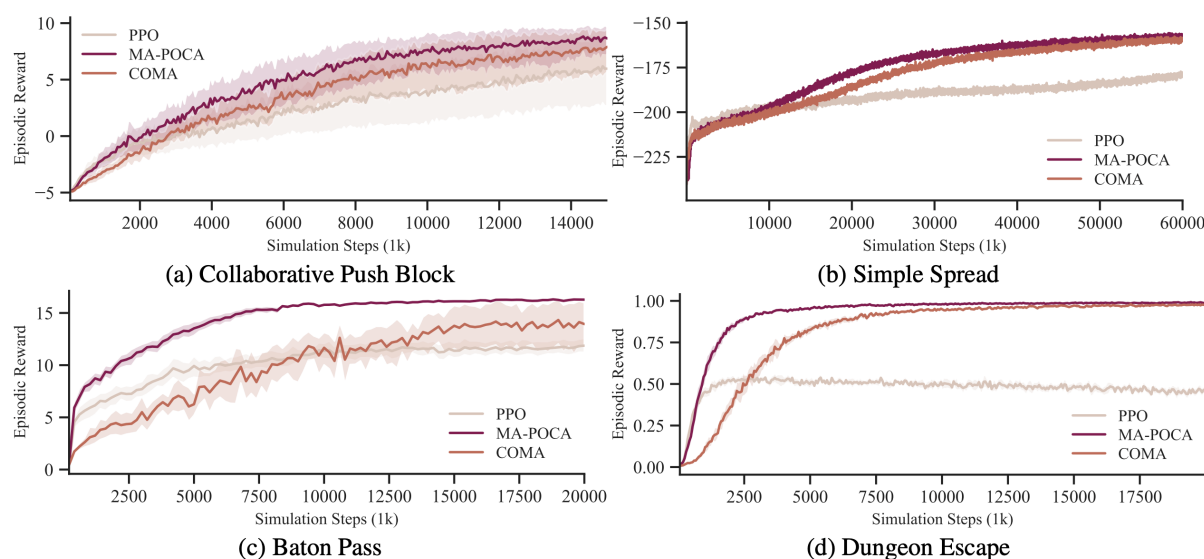 10
5
0
−5
Episodic Reward
PPO
MA-POCA
COMA
2000 4000 6000 8000 10000 12000 14000
Simulation Steps (1k)
(a) Collaborative Push Block
−150
−175
−200
−225
Episodic Reward
PPO
MA-POCA
COMA
10000 20000 30000 40000 50000 60000
Simulation Steps (1k)
(b) Simple Spread
15
10
5
0
Episodic Reward
PPO
MA-POCA
COMA
2500 5000 7500 10000 12500 15000 17500 20000
Simulation Steps (1k)
(c) Baton Pass
1.00
0.75
0.50
0.25
0.00
Episodic Reward
PPO
MA-POCA
COMA
2500 5000 7500 10000 12500 15000 17500
Simulation Steps (1k)
(d) Dungeon Escape